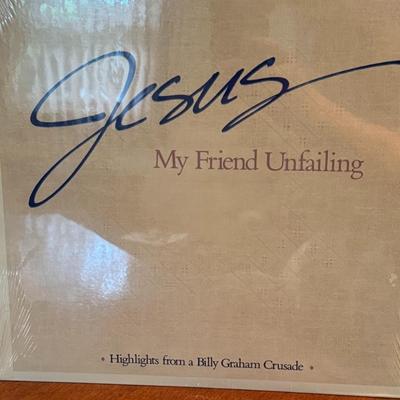 Jesus
My Friend Unfailing
• Highlights from a Billy Graham Crusade •